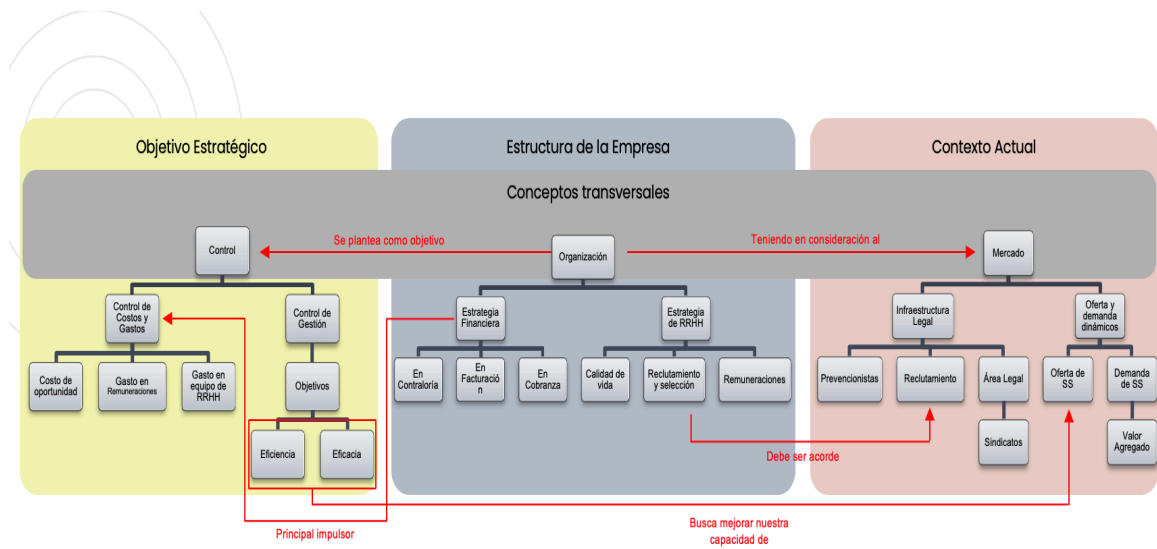 Objetivo Estratégico
Estructura de la Empresa
Contexto Actual
Conceptos transversales
Control
Se plantea como objetivo
Organización
Teniendo en consideración al
Mercado
Control de
Costos y
Gastos
Control de
Gestión
Estrategia
Financiera
Estrategia
de RRHH
Infraestructura
Legal
Oferta y
demanda
dinámicos
Costo de
oportunidad
Gasto en
Remuneraciones
Gasto en
equipo de
RRHH
Objetivos
En
Contraloría
En
Facturació
n
En
Cobranza
Calidad de
vida
Reclutamiento
y selección
Remuneraciones
Prevencionistas
Reclutamiento
Área Legal
Oferta de
SS
Demanda
de SS
Eficiencia
Eficacia
Debe ser acorde
Sindicatos
Valor
Agregado
Principal impulsor
Busca mejorar nuestra
capacidad de